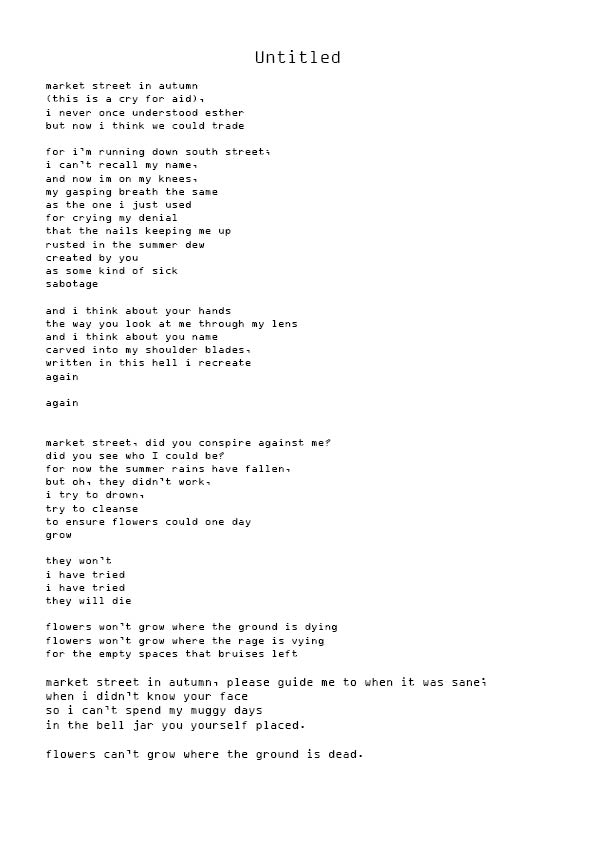 Untitled
market street in autumn
(this is a cry for aid),
i never once understood esther
but now i think we could trade
for i'm running down south street;
i can't recall my name,
and now im on my knees,
my gasping breath the same
as the one i just used
for crying my denial
that the nails keeping me up
rusted in the summer dew
created by you
as some kind of sick
sabotage
and i think about your hands
the way you look at me through my lens
and i think about you name
carved into my shoulder blades,
written in this hell i recreate
again
again
market street, did you conspire against me?
did you see who I could be?
for now the summer rains have fallen,
but oh, they didn't work,
i try to drown,
try to cleanse
to ensure flowers could one day
grow
they won't
i have tried
i have tried
they will die
flowers won't grow where the ground is dying
flowers won't grow where the rage is vying
for the empty spaces that bruises left
market street in autumn, please guide me to when it was sane;
when i didn't know your face
so i can't spend my muggy days
in the bell jar you yourself placed.
flowers can't grow where the ground is dead.